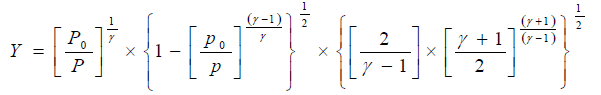 Y = [P₀/P]^(1/γ) × {1 − [p₀/p]^((γ−1)/γ)}^(1/2) × {[2/(γ − 1)] × [(γ + 1)/2]^((γ+1)/(γ−1))}^(1/2)